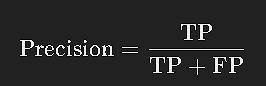 Precision = TP / (TP + FP)